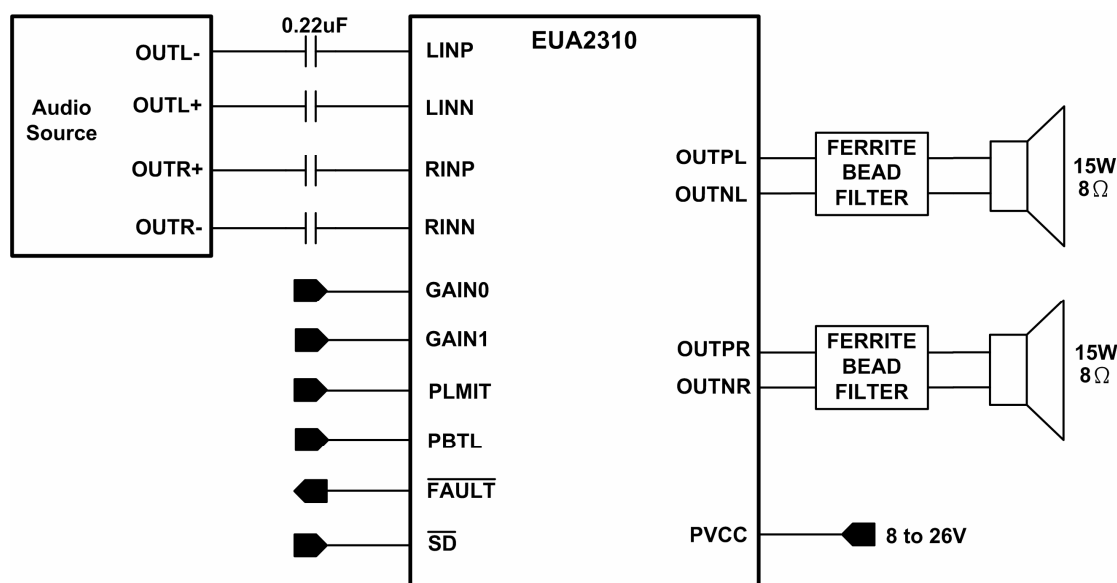 0.22uF
EUA2310
Audio
Source
OUTL-
OUTL+
OUTR+
OUTR-
LINP
LINN
RINP
RINN
GAIN0
GAIN1
PLMIT
PBTL
FAULT
SD
OUTPL
OUTNL
FERRITE
BEAD
FILTER
15W
8Ω
OUTPR
OUTNR
FERRITE
BEAD
FILTER
15W
8Ω
PVCC
8 to 26V